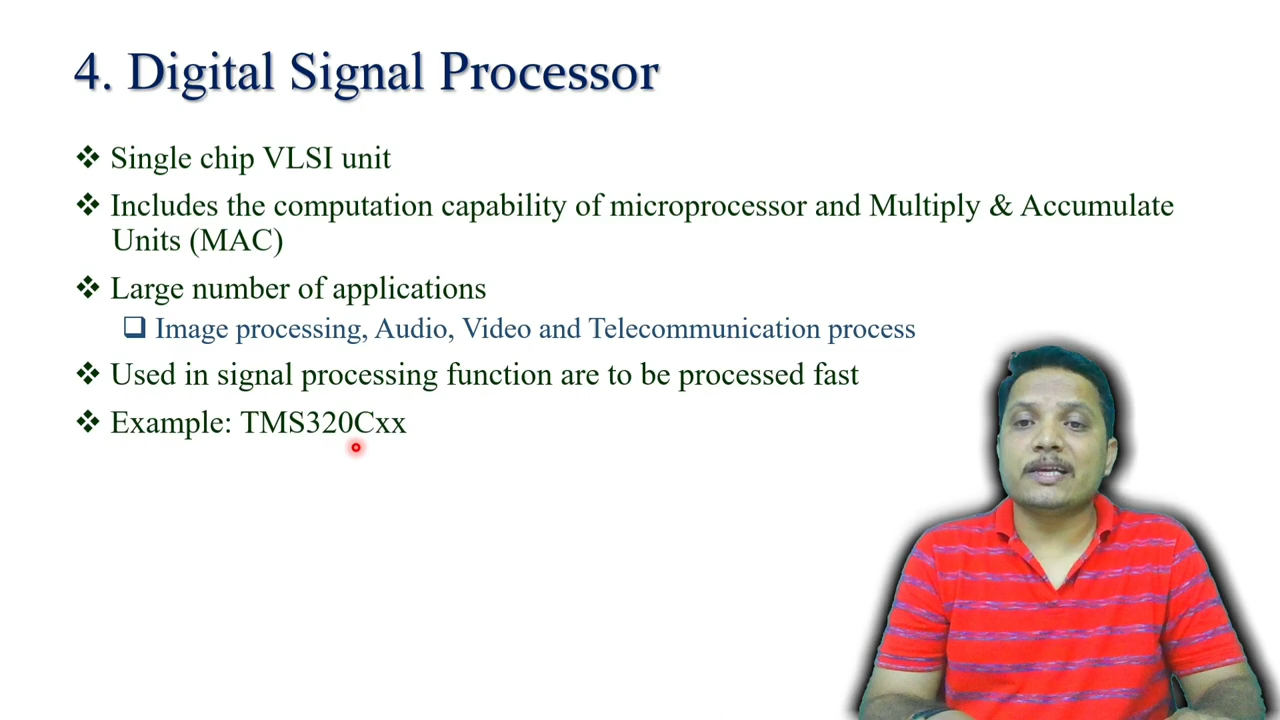 4. Digital Signal Processor
❖ Single chip VLSI unit
❖ Includes the computation capability of microprocessor and Multiply & Accumulate
Units (MAC)
❖ Large number of applications
❑ Image processing, Audio, Video and Telecommunication process
❖ Used in signal processing function are to be processed fast
❖ Example: TMS320Cxx